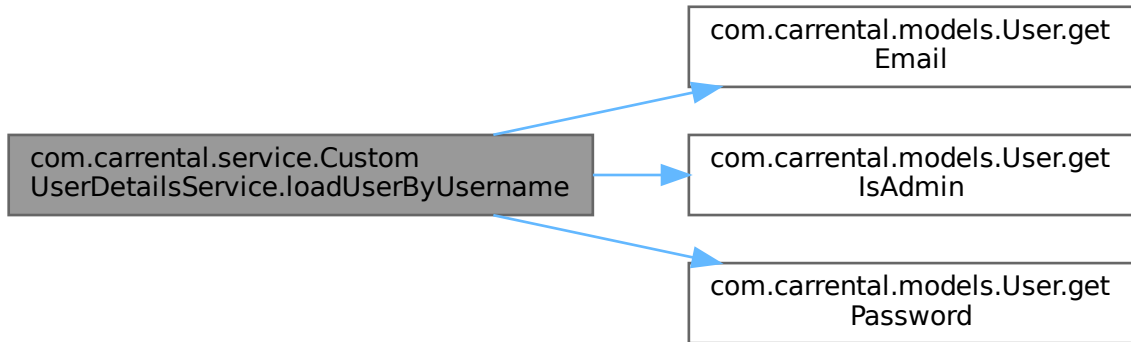 com.carrental.service.Custom
UserDetailsService.loadUserByUsername
com.carrental.models.User.get
Email
com.carrental.models.User.get
IsAdmin
com.carrental.models.User.get
Password